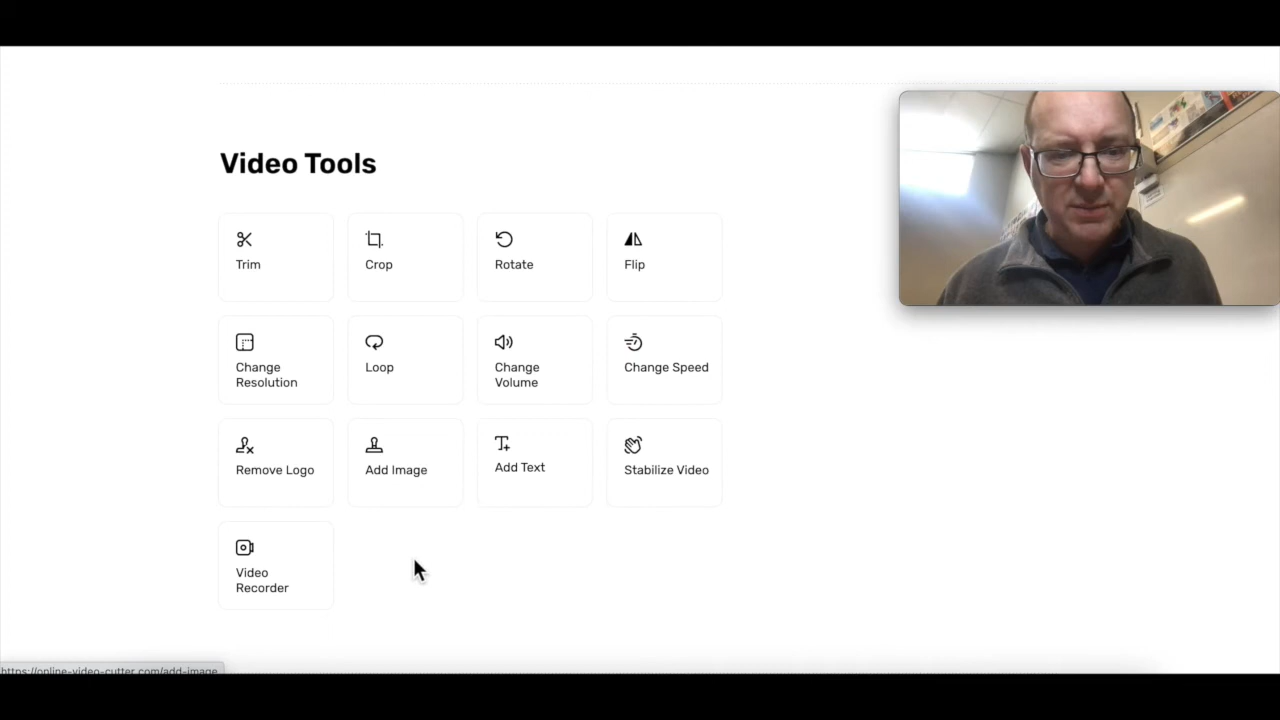 Video Tools
Trim
Crop
Rotate
Flip
Change
Resolution
Loop
Change
Volume
Change Speed
Remove Logo
Add Image
Add Text
Stabilize Video
Video
Recorder
https://online-video-cutter.com/add-image